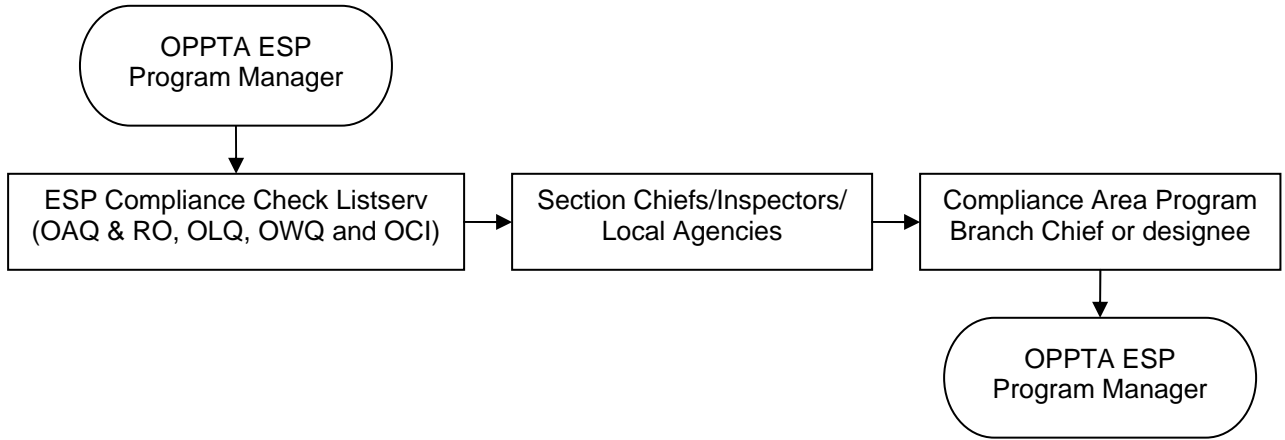 OPPTA ESP
Program Manager
ESP Compliance Check Listserv
(OAQ & RO, OLQ, OWQ and OCI)
Section Chiefs/Inspectors/
Local Agencies
Compliance Area Program
Branch Chief or designee
OPPTA ESP
Program Manager